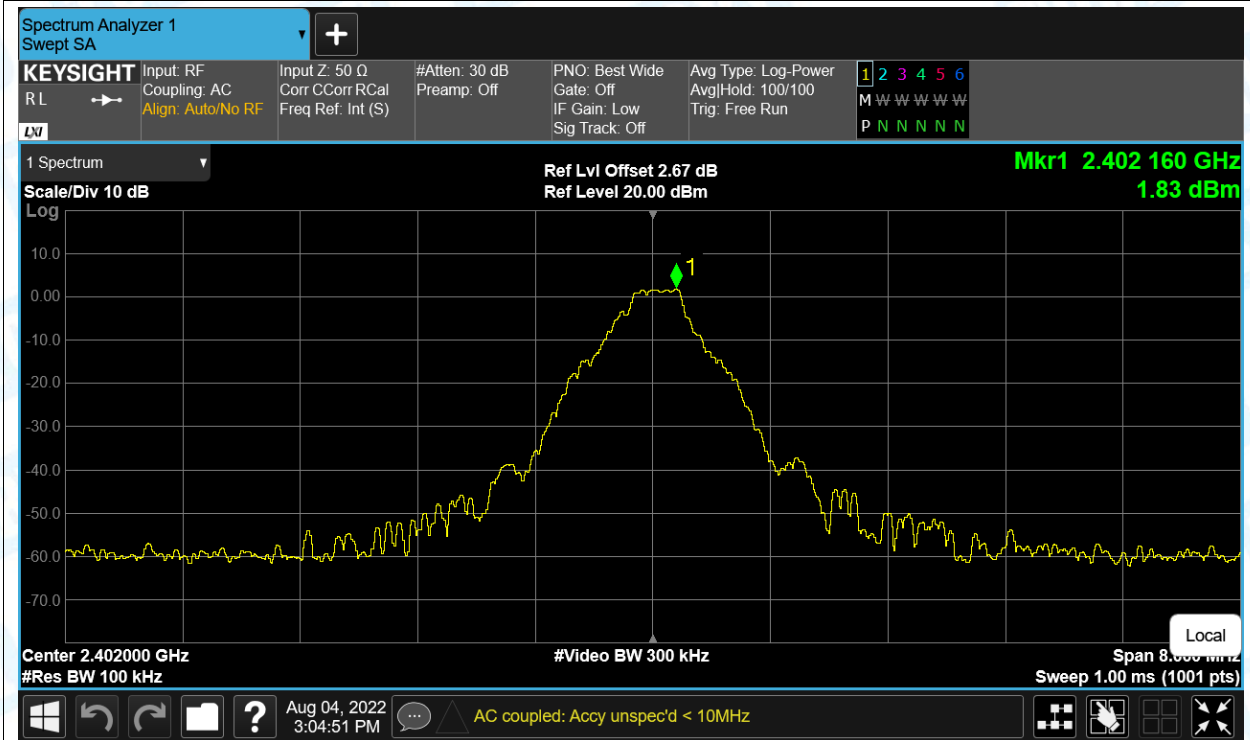 Spectrum Analyzer 1
Swept SA
+
KEYSIGHT
R L
LXI
Input: RF
Coupling: AC
Align: Auto/No RF
Input Z: 50 Ω
Corr CCorr RCal
Freq Ref: Int (S)
#Atten: 30 dB
Preamp: Off
PNO: Best Wide
Gate: Off
IF Gain: Low
Sig Track: Off
Avg Type: Log-Power
Avg|Hold: 100/100
Trig: Free Run
1 2 3 4 5 6
M W W W W W
P N N N N N
1 Spectrum
Scale/Div 10 dB
Log
Ref Lvl Offset 2.67 dB
Ref Level 20.00 dBm
Mkr1 2.402 160 GHz
1.83 dBm
1
10.0
0.00
-10.0
-20.0
-30.0
-40.0
-50.0
-60.0
-70.0
Local
Center 2.402000 GHz
#Res BW 100 kHz
#Video BW 300 kHz
Span 8.000 MHz
Sweep 1.00 ms (1001 pts)
?
Aug 04, 2022
3:04:51 PM
AC coupled: Accy unspec'd < 10MHz